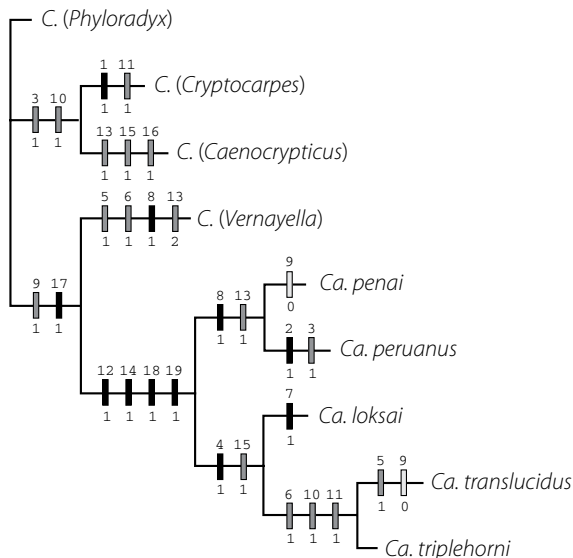 C. (Phyloradyx)
1 11
C. (Cryptocarpes)
1 1
3 10
1 1
13 15 16
C. (Caenocrypticus)
1 1 1
5 6 8 13
C. (Vernayella)
1 1 1 2
9 17
1 1
9
Ca. penai
0
8 13
1 1
2 3
Ca. peruanus
1 1
12 14 18 19
1 1 1 1
7
Ca. loksai
1
4 15
1 1
5 9
Ca. translucidus
1 0
6 10 11
1 1 1
Ca. triplehorni